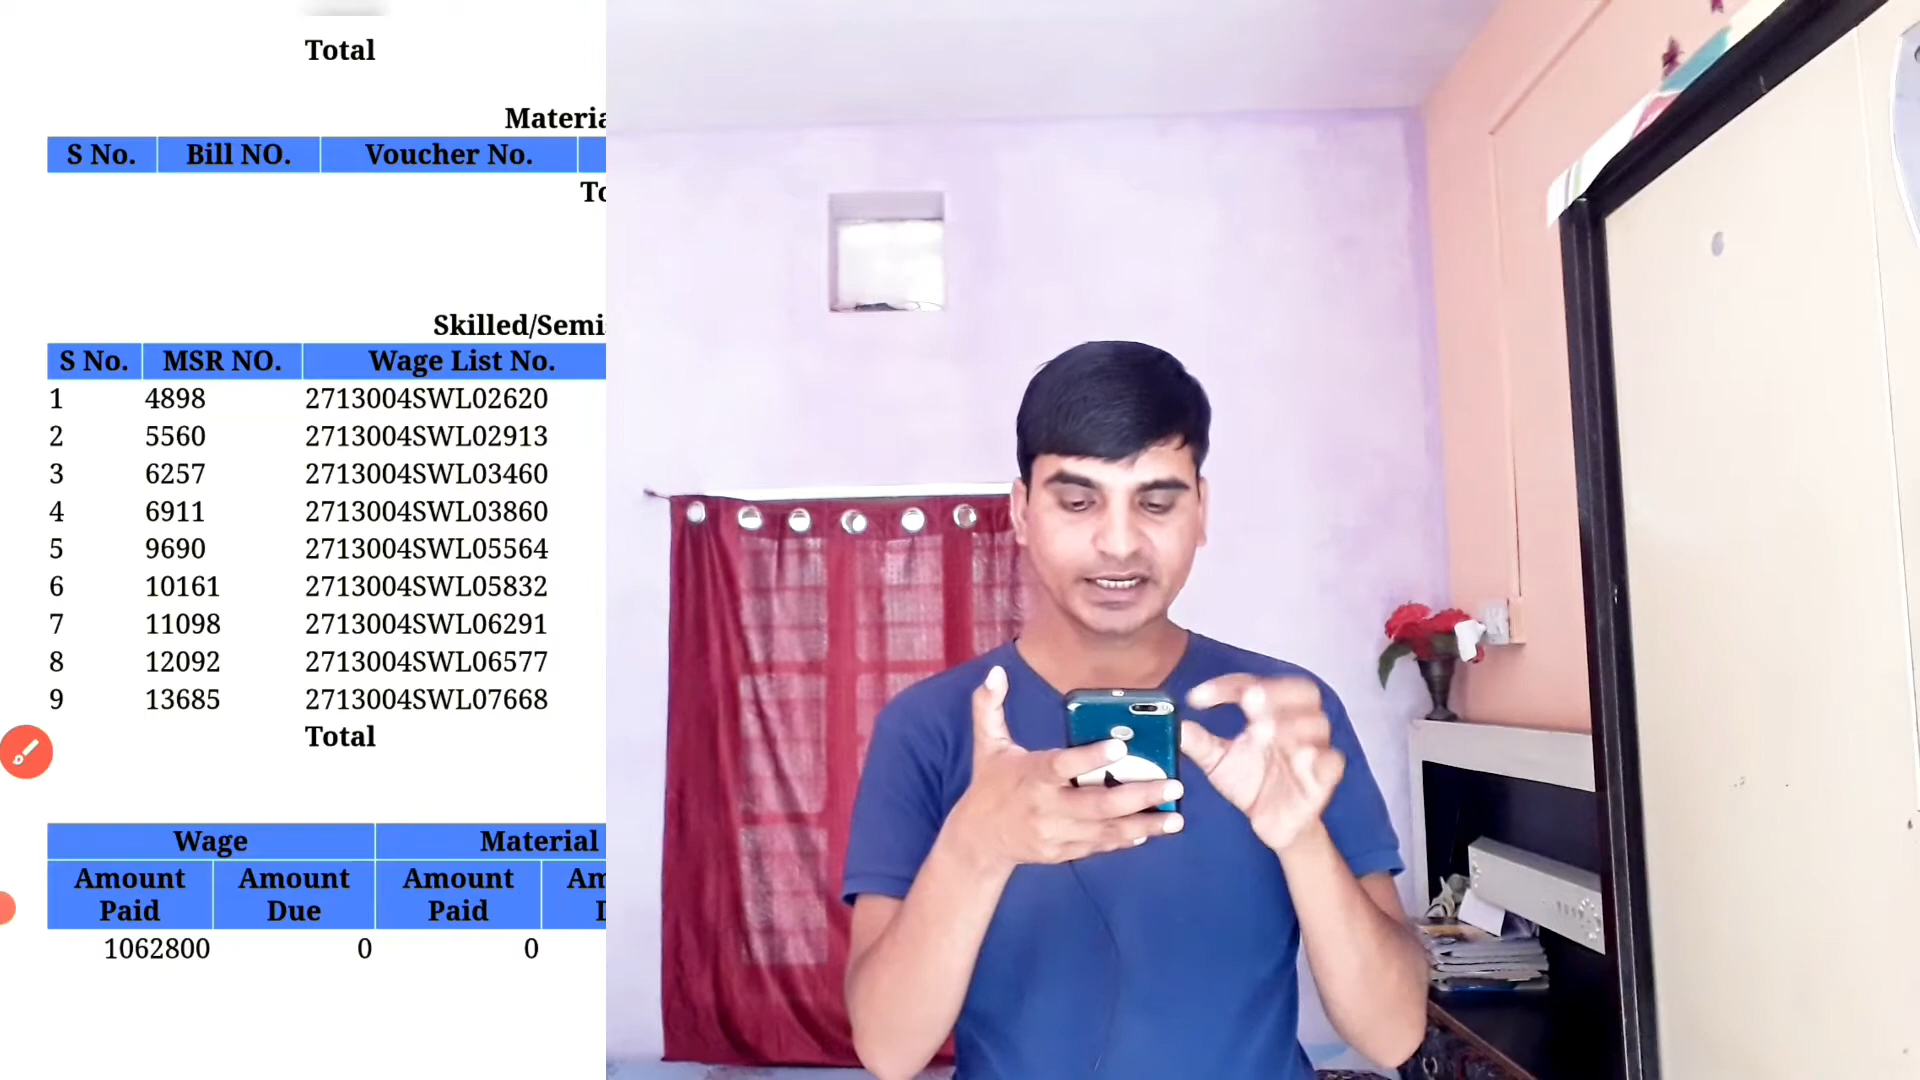 Total
Materia
S No. Bill NO. Voucher No.
To
Skilled/Semi
S No. MSR NO. Wage List No.
1 4898 2713004SWL02620
2 5560 2713004SWL02913
3 6257 2713004SWL03460
4 6911 2713004SWL03860
5 9690 2713004SWL05564
6 10161 2713004SWL05832
7 11098 2713004SWL06291
8 12092 2713004SWL06577
9 13685 2713004SWL07668
Total
Wage Material
Amount Paid Amount Due Amount Paid Am
1062800 0 0